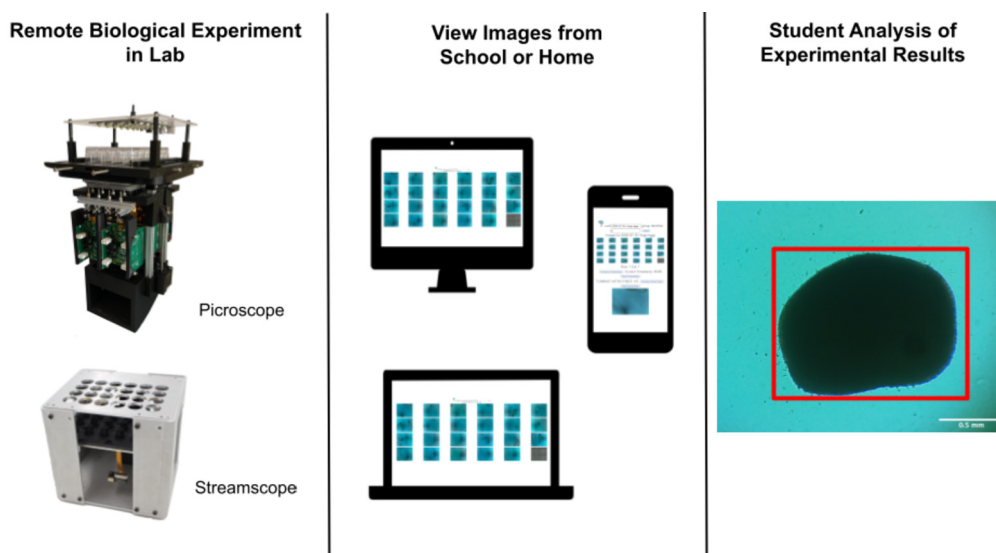 Remote Biological Experiment
in Lab
Picroscope
Streamscope
View Images from
School or Home
Student Analysis of
Experimental Results
0.5 mm